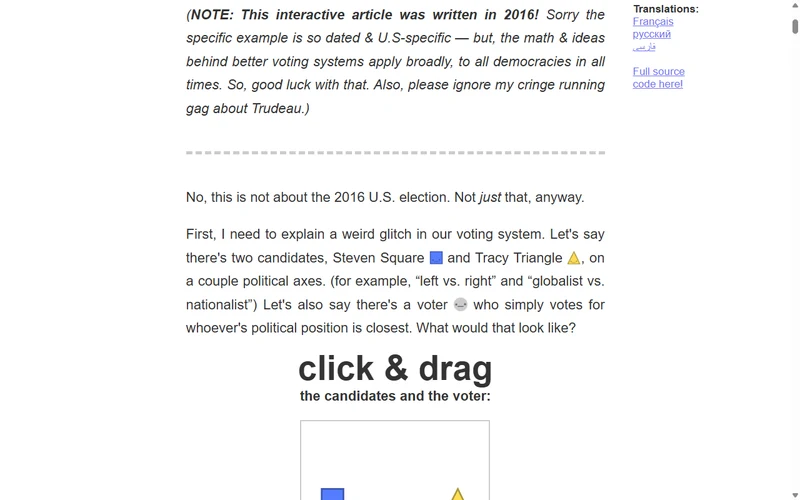 (NOTE: This interactive article was written in 2016! Sorry the
specific example is so dated & U.S-specific — but, the math & ideas
behind better voting systems apply broadly, to all democracies in all
times. So, good luck with that. Also, please ignore my cringe running
gag about Trudeau.)
No, this is not about the 2016 U.S. election. Not just that, anyway.
First, I need to explain a weird glitch in our voting system. Let's say
there's two candidates, Steven Square and Tracy Triangle , on
a couple political axes. (for example, “left vs. right” and “globalist vs.
nationalist”) Let's also say there's a voter who simply votes for
whoever's political position is closest. What would that look like?
click & drag
the candidates and the voter:
Translations:
Français
русский
فارسی
Full source
code here!